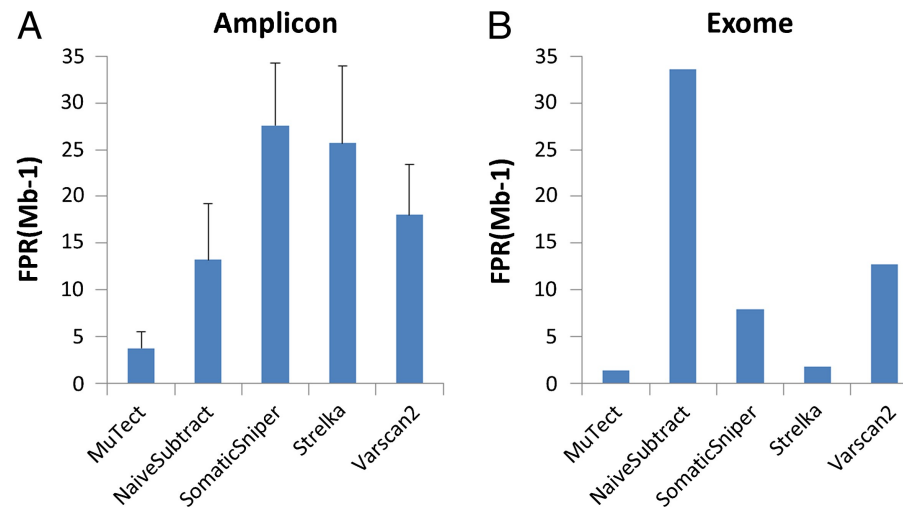 A
Amplicon
FPR(Mb-1)
35
30
25
20
15
10
5
0
MuTect
NaiveSubtract
SomaticSniper
Strelka
Varscan2
B
Exome
FPR(Mb-1)
35
30
25
20
15
10
5
0
MuTect
NaiveSubtract
SomaticSniper
Strelka
Varscan2